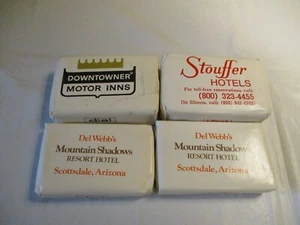 DOWNTOWNER
MOTOR INNS
Stouffer
HOTELS
For toll-free reservations call:
(800) 323-4455
Del Webb's
Mountain Shadows
RESORT HOTEL
Scottsdale, Arizona
Del Webb's
Mountain Shadows
RESORT HOTEL
Scottsdale, Arizona